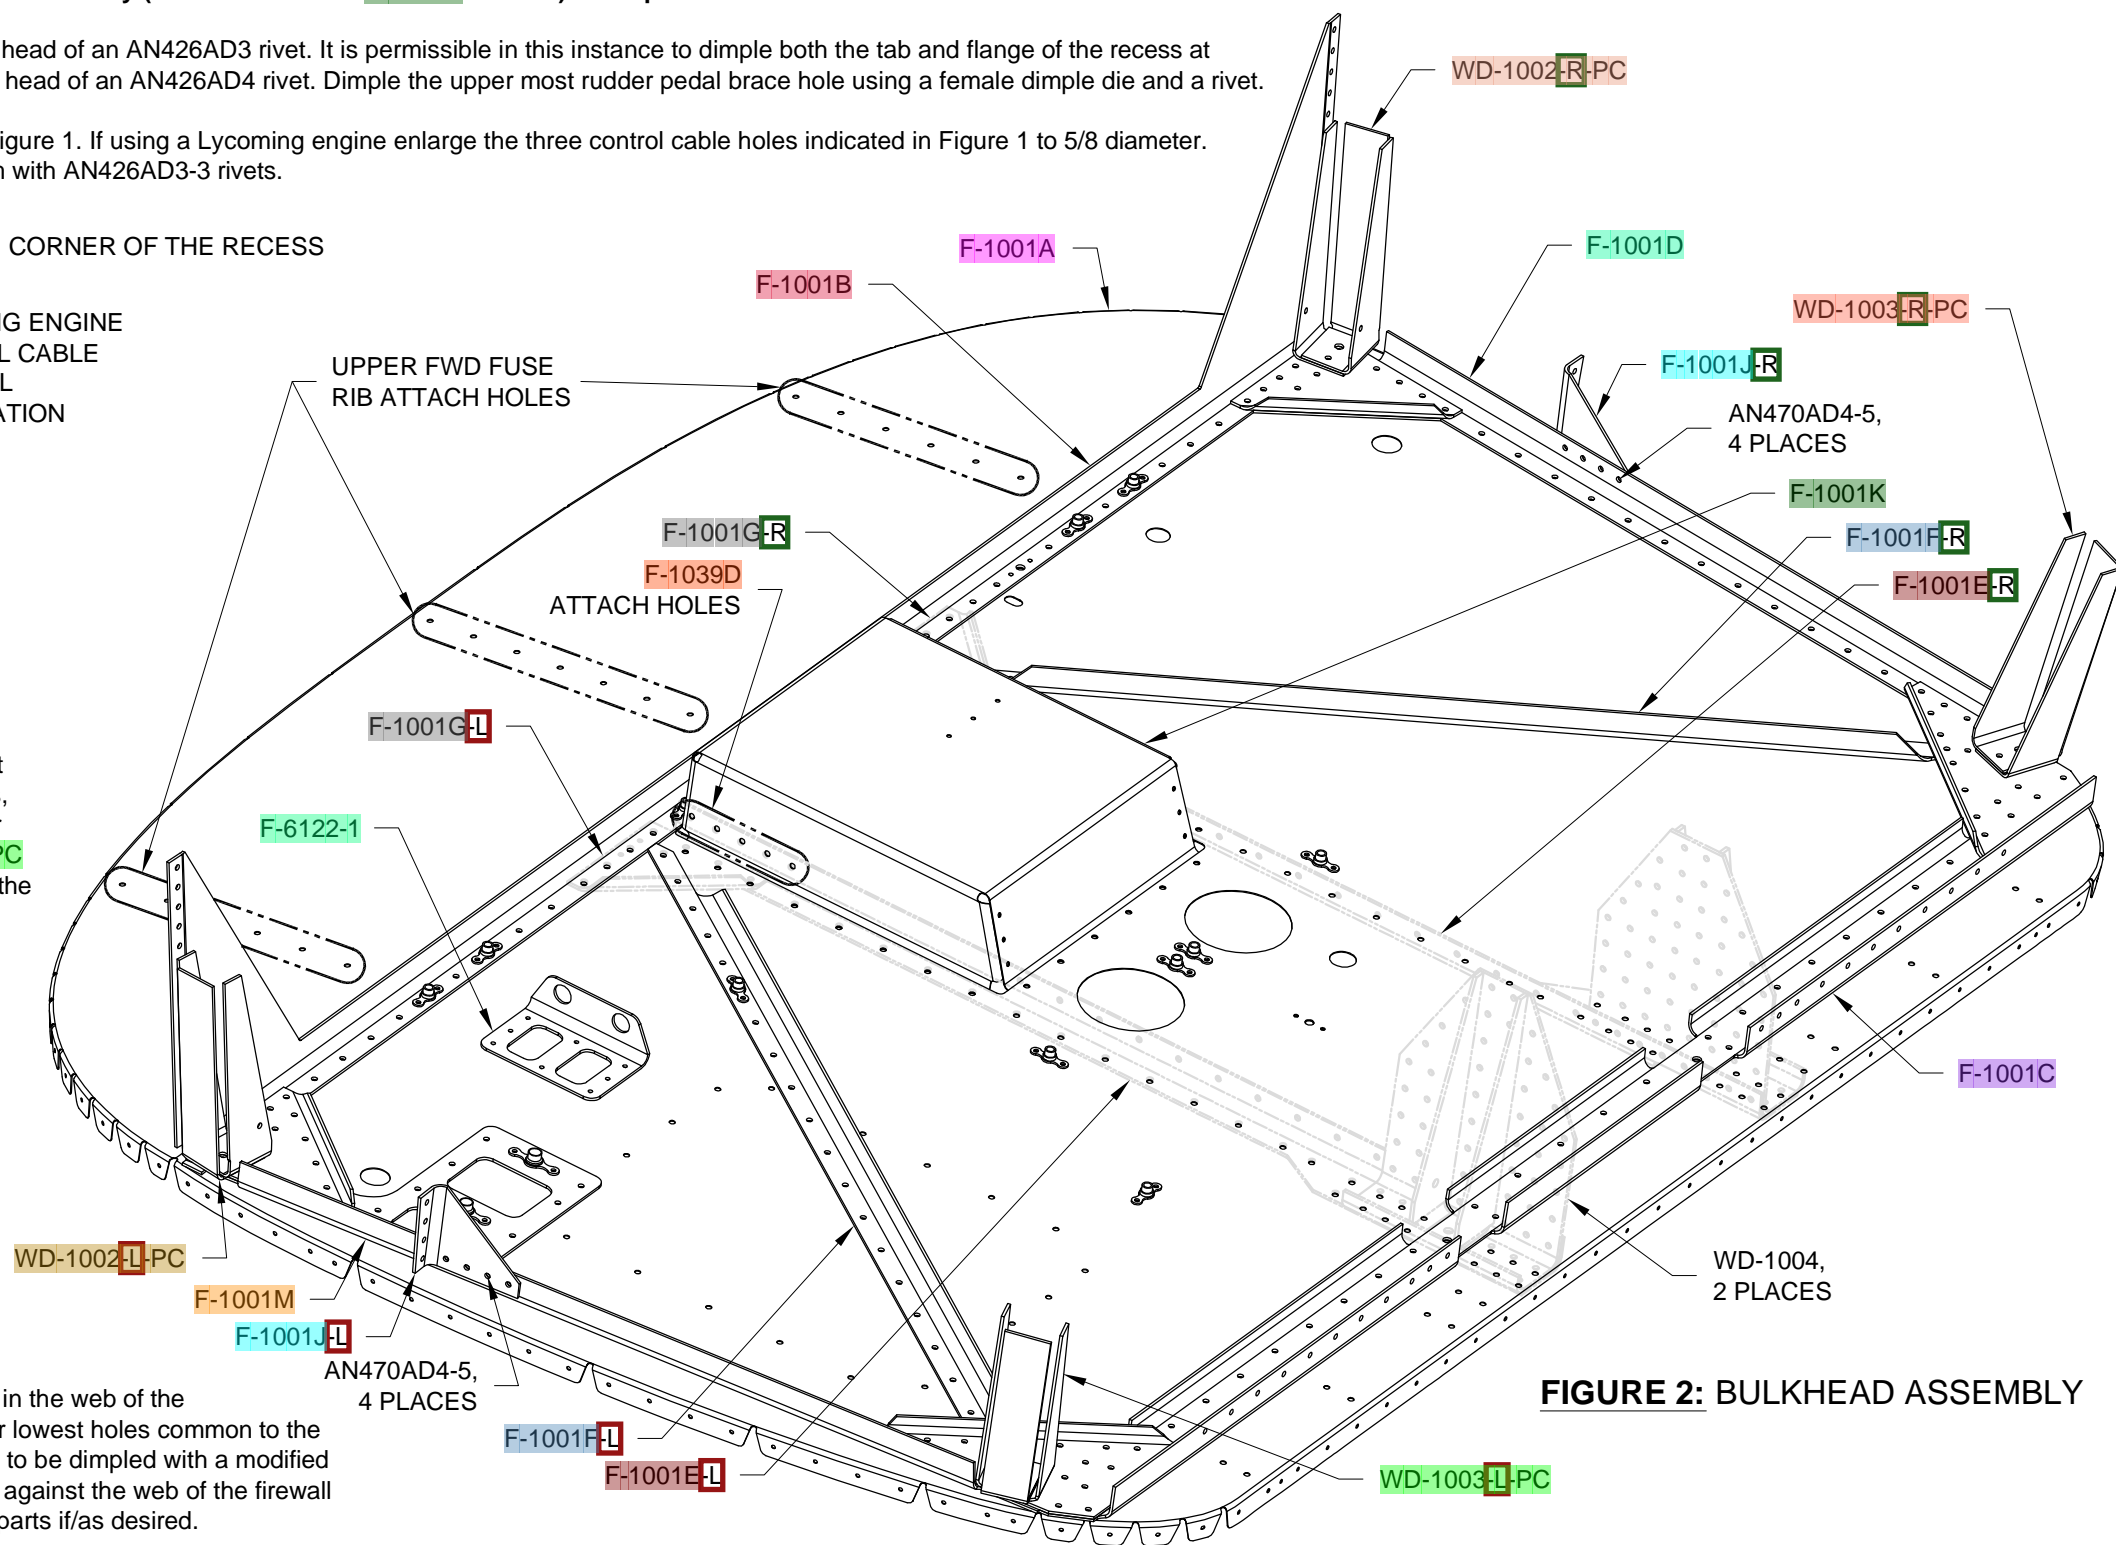 head of an AN426AD3 rivet. It is permissible in this instance to dimple both the tab and flange of the recess at
head of an AN426AD4 rivet. Dimple the upper most rudder pedal brace hole using a female dimple die and a rivet.
igure 1. If using a Lycoming engine enlarge the three control cable holes indicated in Figure 1 to 5/8 diameter.
with AN426AD3-3 rivets.
CORNER OF THE RECESS
G ENGINE
L CABLE
L
ATION
UPPER FWD FUSE
RIB ATTACH HOLES
WD-1002-R-PC
F-1001A
F-1001D
F-1001B
WD-1003-R-PC
F-1001J-R
AN470AD4-5,
4 PLACES
F-1001K
F-1001G-R
F-1001F-R
F-1039D
ATTACH HOLES
F-1001E-R
F-1001G-L
F-6122-1
t
PC
the
F-1001C
WD-1002-L-PC
F-1001M
F-1001J-L
AN470AD4-5,
4 PLACES
WD-1004,
2 PLACES
F-1001F-L
F-1001E-L
WD-1003-L-PC
in the web of the
r lowest holes common to the
to be dimpled with a modified
against the web of the firewall
parts if/as desired.
FIGURE 2: BULKHEAD ASSEMBLY